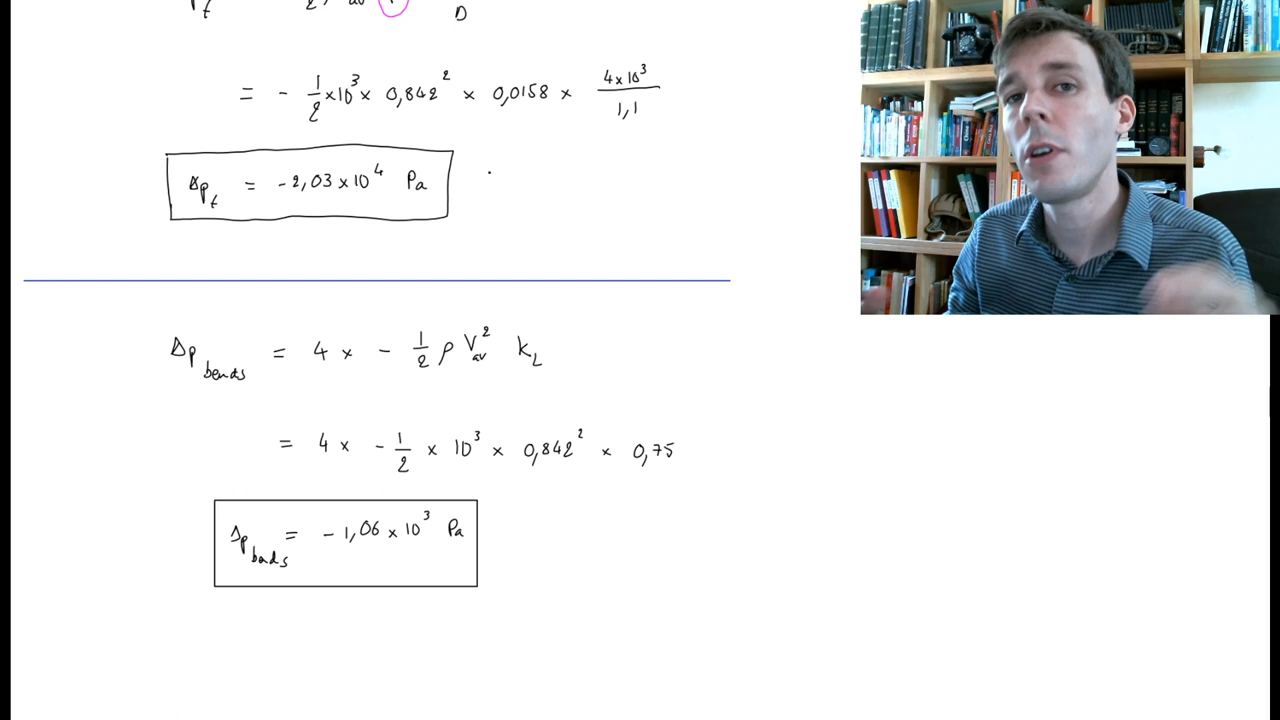 D
= - 1/2 × 10³ × 0,842² × 0,0158 × 4×10³/1,1
Δp_f = -2,03 × 10⁴ Pa
Δp_bends = 4 × - 1/2 ρ V_av² K_L
= 4 × - 1/2 × 10³ × 0,842² × 0,75
Δp_bends = -1,06 × 10³ Pa